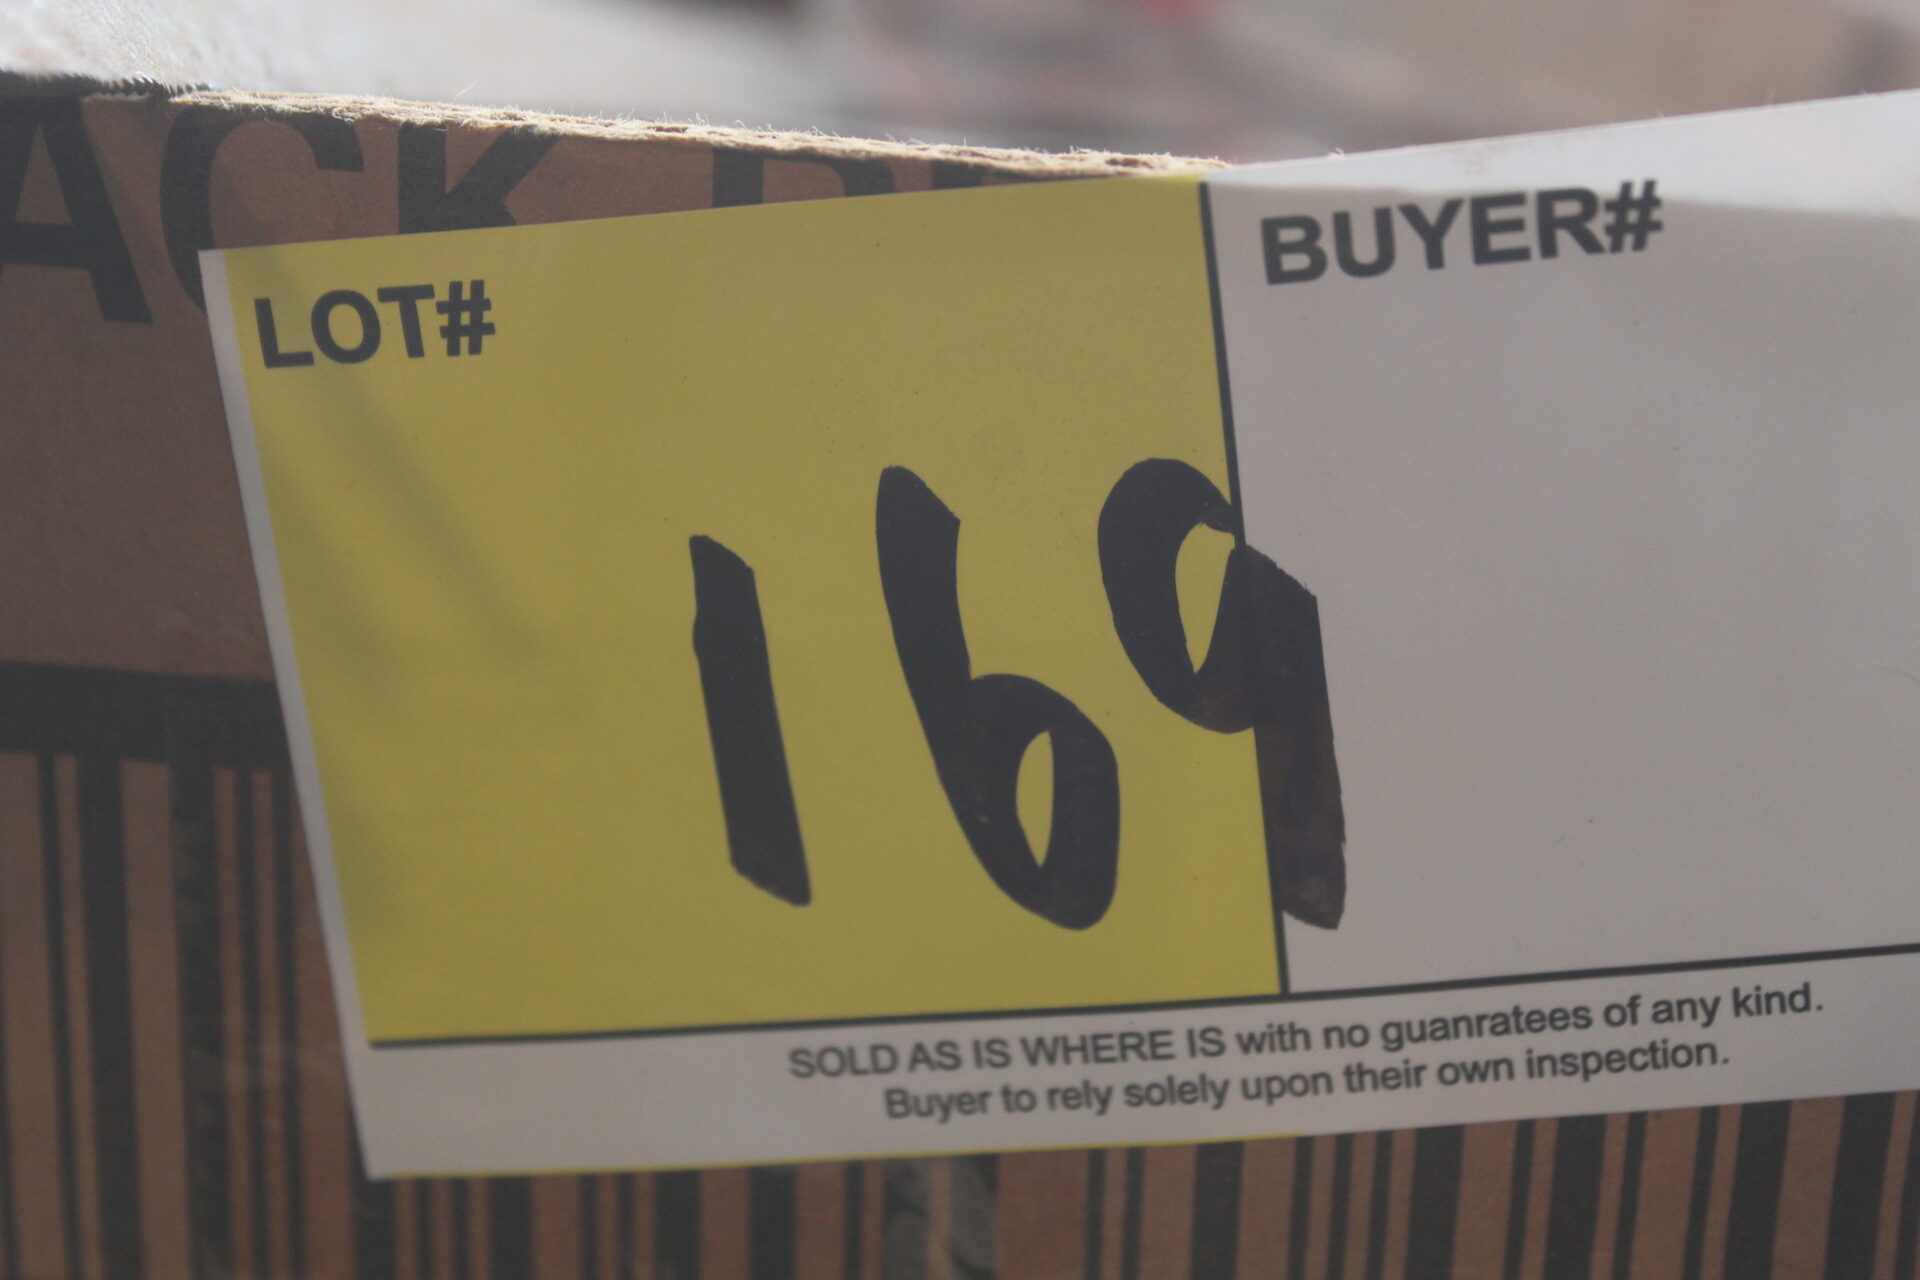 ACK
LOT#
BUYER#
169
SOLD AS IS WHERE IS with no guanratees of any kind.
Buyer to rely solely upon their own inspection.